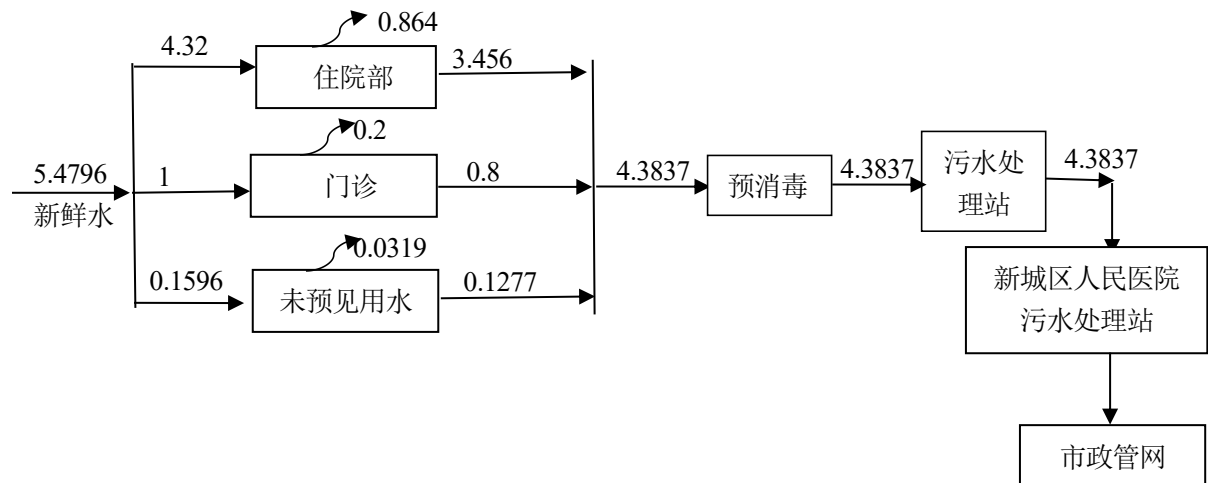 0.864
4.32
住院部
3.456
0.2
5.4796
新鲜水
1
门诊
0.8
4.3837
预消毒
4.3837
污水处
理站
4.3837
0.0319
0.1596
未预见用水
0.1277
新城区人民医院
污水处理站
市政管网